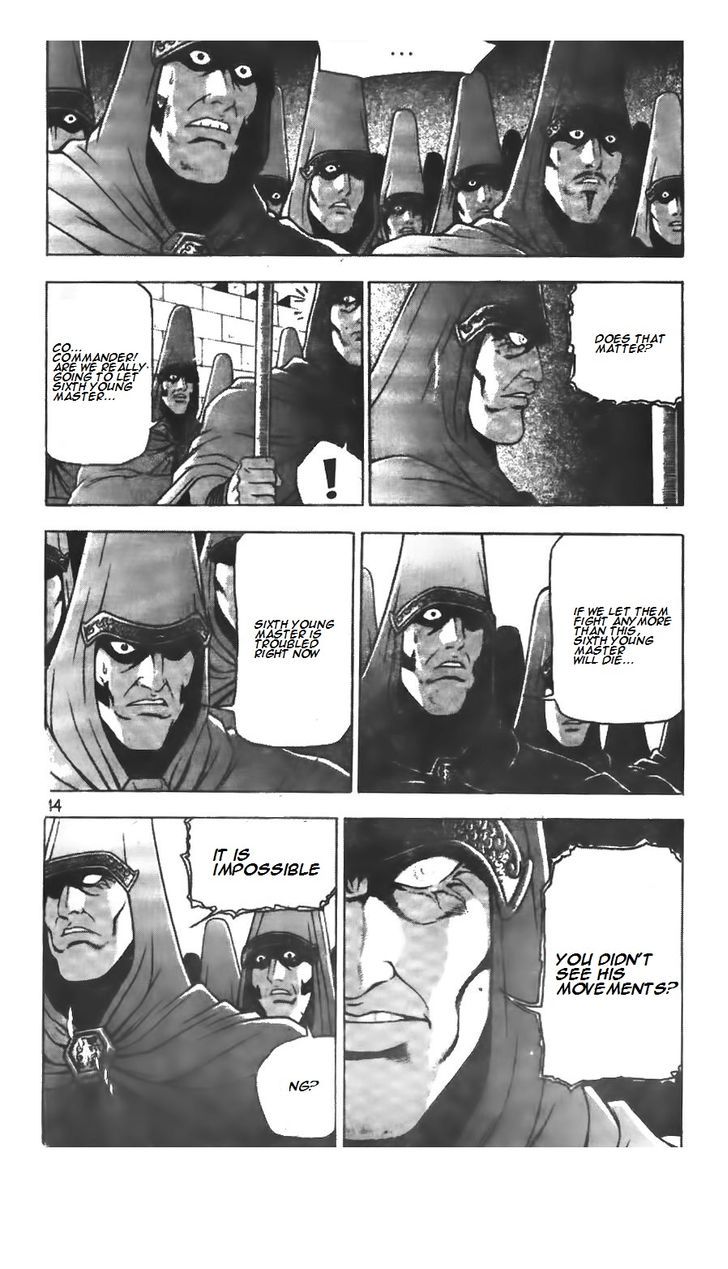 ...
CO...
COMMANDER!
ARE WE REALLY
GOING TO LET
SIXTH YOUNG
MASTER...
!
DOES THAT
MATTER?
SIXTH YOUNG
MASTER IS
TROUBLED
RIGHT NOW
IF WE LET THEM
FIGHT ANYMORE
THAN THIS,
SIXTH YOUNG
MASTER
WILL DIE...
14
IT IS
IMPOSSIBLE
NG?
YOU DIDN'T
SEE HIS
MOVEMENTS?